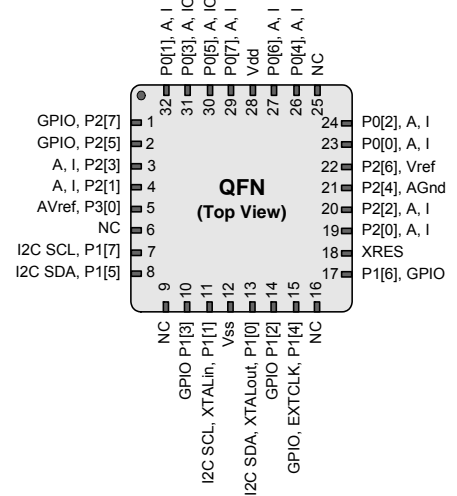 P0[1], A, I
P0[3], A, IO
P0[5], A, IO
P0[7], A, I
Vdd
P0[6], A, I
P0[4], A, I
NC
32
31
30
29
28
27
26
25
GPIO, P2[7] 1
GPIO, P2[5] 2
A, I, P2[3] 3
A, I, P2[1] 4
AVref, P3[0] 5
NC 6
I2C SCL, P1[7] 7
I2C SDA, P1[5] 8
QFN
(Top View)
24 P0[2], A, I
23 P0[0], A, I
22 P2[6], Vref
21 P2[4], AGnd
20 P2[2], A, I
19 P2[0], A, I
18 XRES
17 P1[6], GPIO
9
10
11
12
13
14
15
16
NC
GPIO P1[3]
I2C SCL, XTALin, P1[1]
Vss
I2C SDA, XTALout, P1[0]
GPIO P1[2]
GPIO, EXTCLK, P1[4]
NC